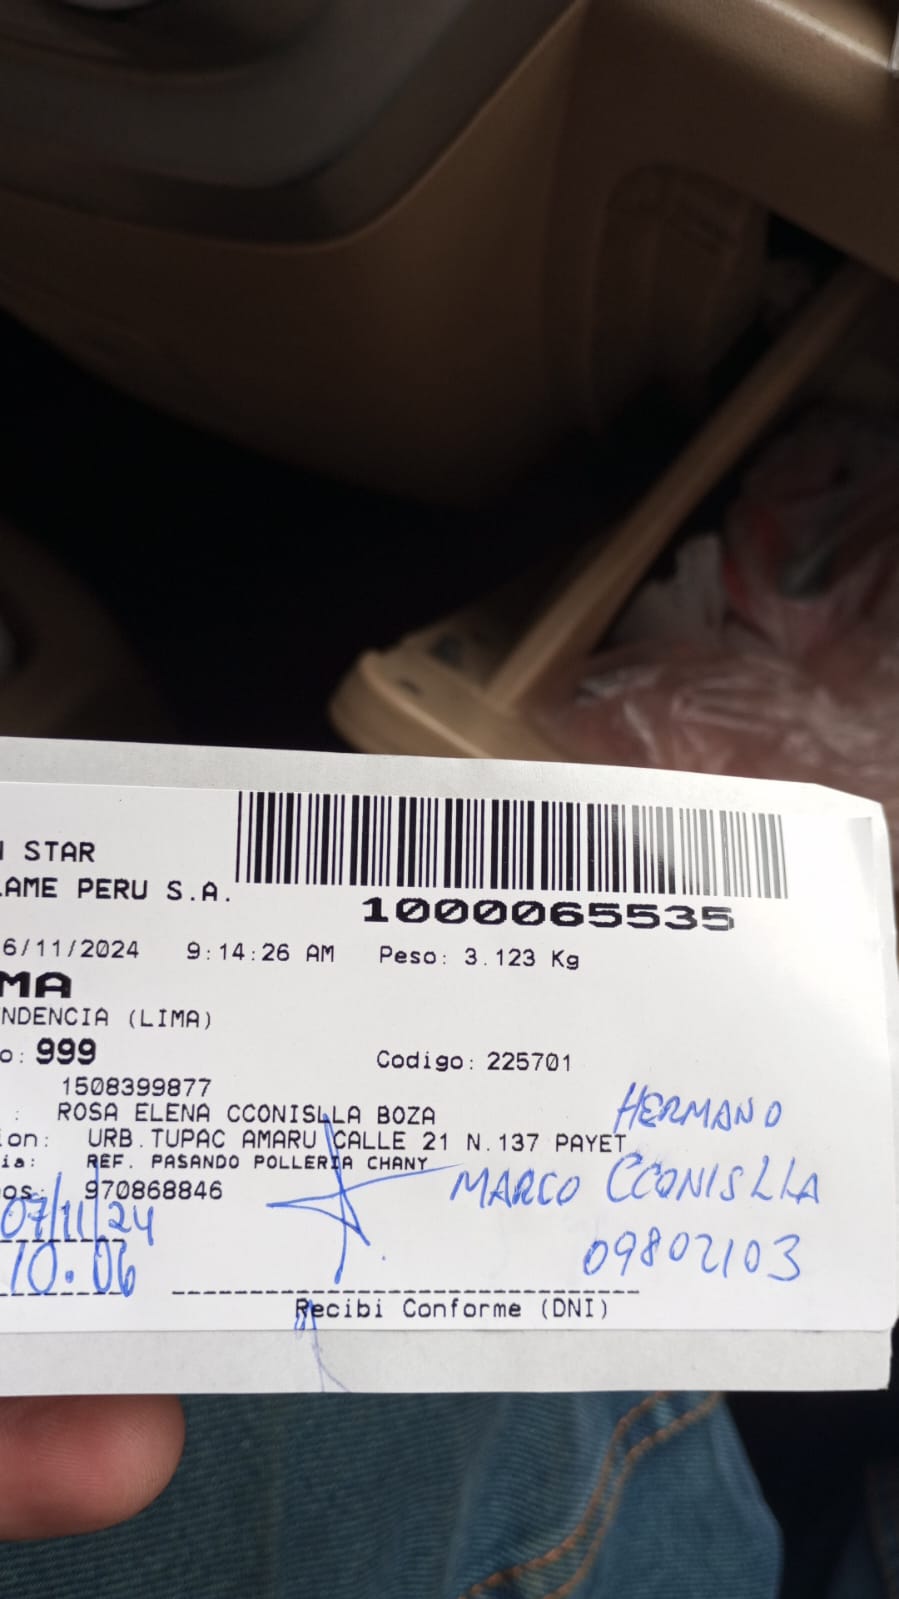 STAR
LAME PERU S.A.
1000065535
6/11/2024 9:14:26 AM Peso: 3.123 Kg
MA
NDENCIA (LIMA)
o: 999 Codigo: 225701
1508399877
: ROSA ELENA CCONISLLA BOZA
HERMANO
ion: URB.TUPAC AMARU CALLE 21 N.137 PAYET
ia: REF. PASANDO POLLERIA CHANY
MARCO CCONISLLA
os: 970868846
07/11/24
09802103
10.06
Recibi Conforme (DNI)